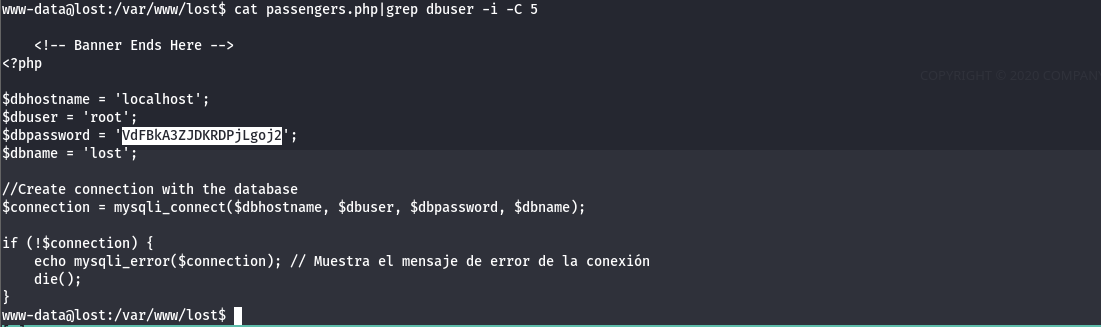 www-data@lost:/var/www/lost$ cat passengers.php|grep dbuser -i -C 5
<!-- Banner Ends Here -->
<?php
COPYRIGHT © 2020 COMPAN
$dbhostname = 'localhost';
$dbuser = 'root';
$dbpassword = 'VdFBkA3ZJDKRDPjLgoj2';
$dbname = 'lost';
//Create connection with the database
$connection = mysqli_connect($dbhostname, $dbuser, $dbpassword, $dbname);
if (!$connection) {
    echo mysqli_error($connection); // Muestra el mensaje de error de la conexión
    die();
}
www-data@lost:/var/www/lost$